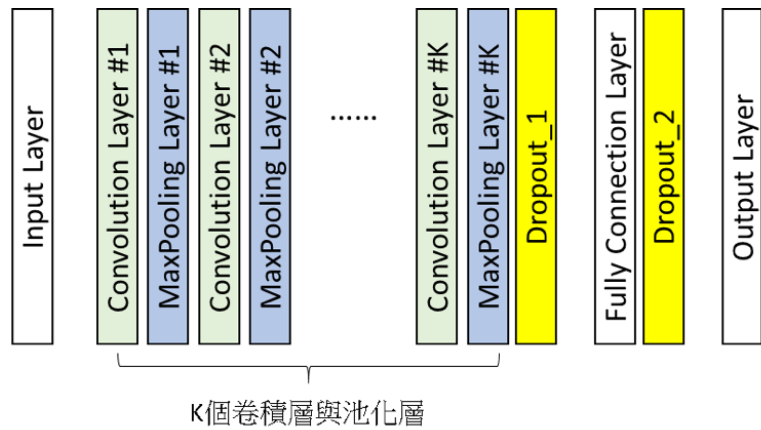 Input Layer
Convolution Layer #1
MaxPooling Layer #1
Convolution Layer #2
MaxPooling Layer #2
......
Convolution Layer #K
MaxPooling Layer #K
Dropout_1
Fully Connection Layer
Dropout_2
Output Layer
K個卷積層與池化層